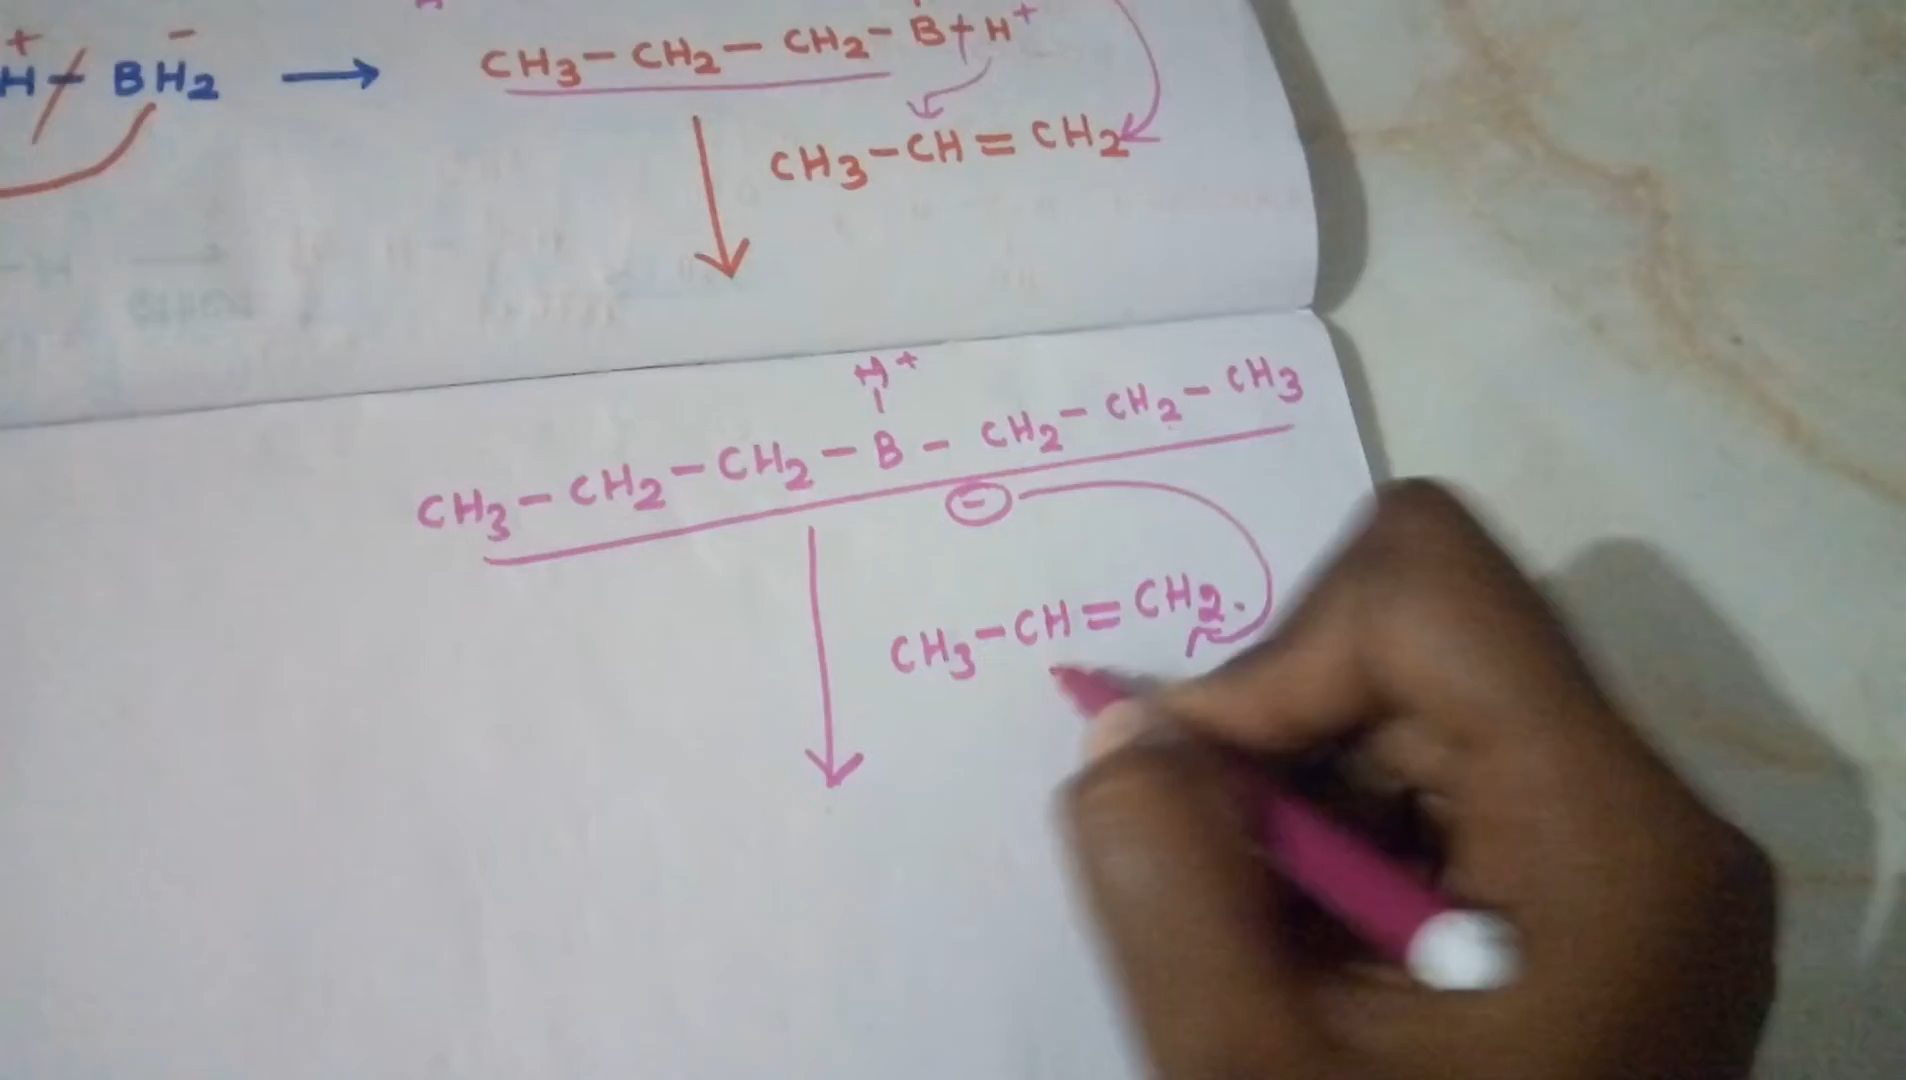 + −
H − BH2 → CH3 − CH2 − CH2 − B + H+
CH3 − CH = CH2
H+
CH3 − CH2 − CH2 − B − CH2 − CH2 − CH3
−
CH3 − CH = CH2.